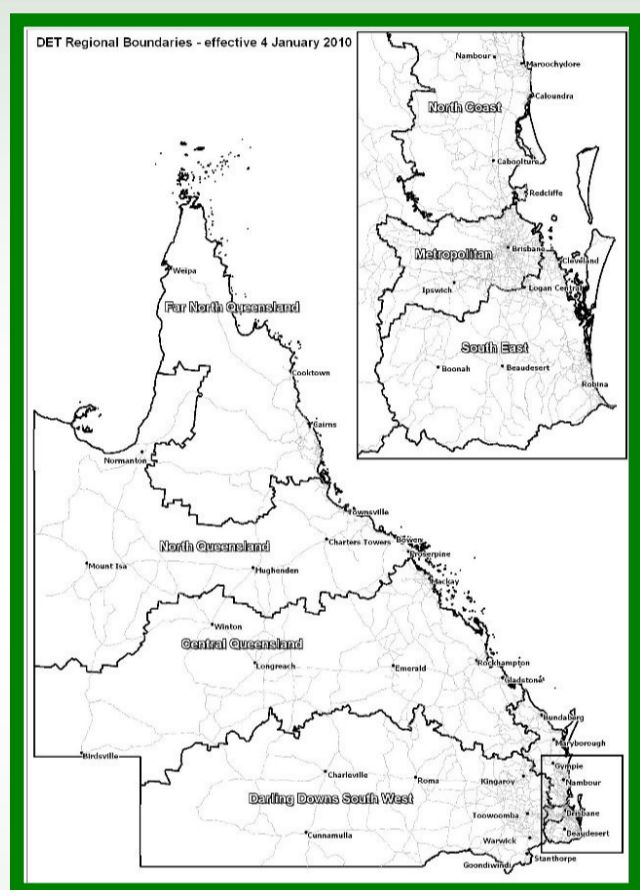 DET Regional Boundaries - effective 4 January 2010
Nambour
Maroochydore
Caloundra
North Coast
Caboolture
Redcliffe
Brisbane
Metropolitan
Cleveland
Ipswich
Logan Central
South East
Boonah
Beaudesert
Robina
Weipa
Far North Queensland
Cooktown
Cairns
Normanton
Townsville
Charters Towers
Bowen
Proserpine
North Queensland
Mount Isa
Hughenden
Mackay
Winton
Central Queensland
Longreach
Emerald
Rockhampton
Gladstone
Bundaberg
Maryborough
Birdsville
Gympie
Charleville
Roma
Kingaroy
Nambour
Darling Downs South West
Toowoomba
Brisbane
Cunnamulla
Warwick
Beaudesert
Stanthorpe
Goondiwindi